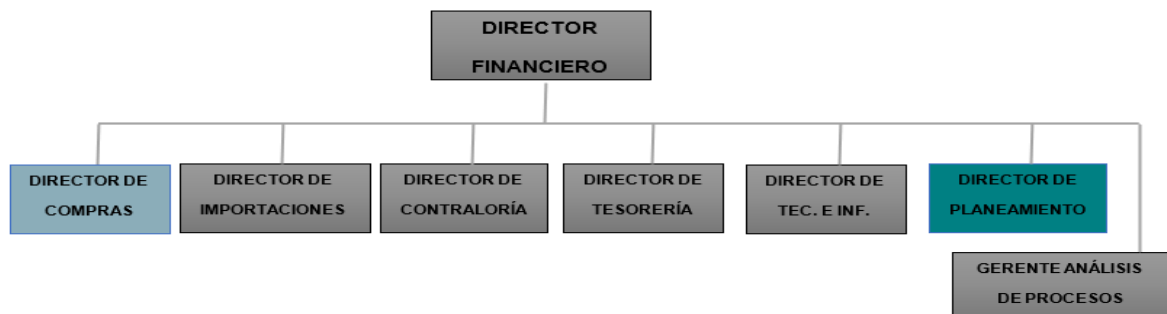 DIRECTOR
FINANCIERO
DIRECTOR DE
COMPRAS
DIRECTOR DE
IMPORTACIONES
DIRECTOR DE
CONTRALORÍA
DIRECTOR DE
TESORERÍA
DIRECTOR DE
TEC. E INF.
DIRECTOR DE
PLANEAMIENTO
GERENTE ANÁLISIS
DE PROCESOS